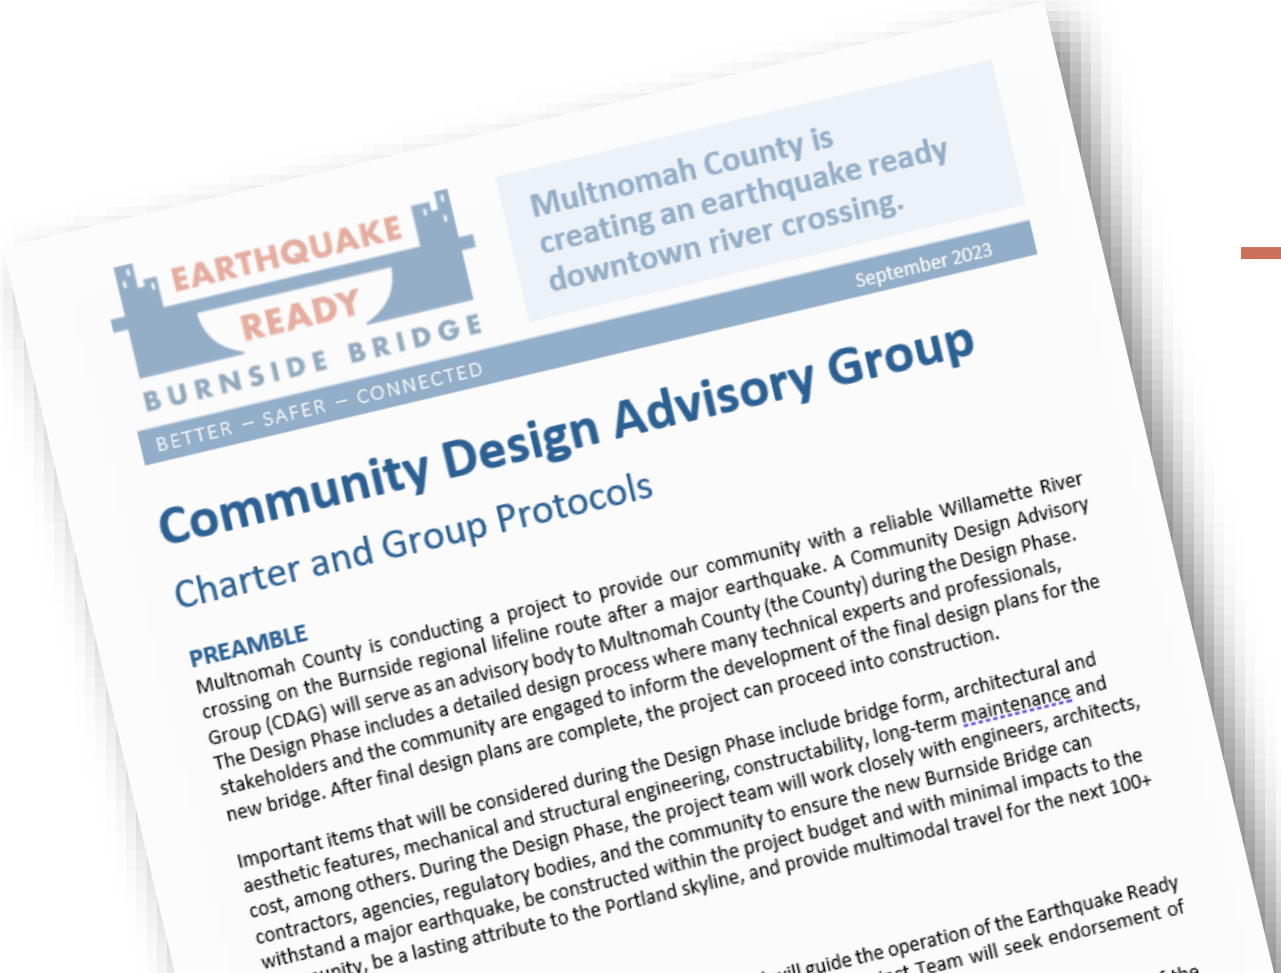 EARTHQUAKE
READY
BURNSIDE BRIDGE
Multnomah County is
creating an earthquake ready
downtown river crossing.
September 2023
BETTER – SAFER – CONNECTED
Community Design Advisory Group
Charter and Group Protocols
PREAMBLE
Multnomah County is conducting a project to provide our community with a reliable Willamette River
crossing on the Burnside regional lifeline route after a major earthquake. A Community Design Advisory
Group (CDAG) will serve as an advisory body to Multnomah County (the County) during the Design Phase.
The Design Phase includes a detailed design process where many technical experts and professionals,
stakeholders and the community are engaged to inform the development of the final design plans for the
new bridge. After final design plans are complete, the project can proceed into construction.
Important items that will be considered during the Design Phase include bridge form, architectural and
aesthetic features, mechanical and structural engineering, constructability, long-term maintenance and
cost, among others. During the Design Phase, the project team will work closely with engineers, architects,
contractors, agencies, regulatory bodies, and the community to ensure the new Burnside Bridge can
withstand a major earthquake, be constructed within the project budget and with minimal impacts to the
be a lasting attribute to the Portland skyline, and provide multimodal travel for the next 100+
will guide the operation of the Earthquake Ready
Team will seek endorsement of
of the